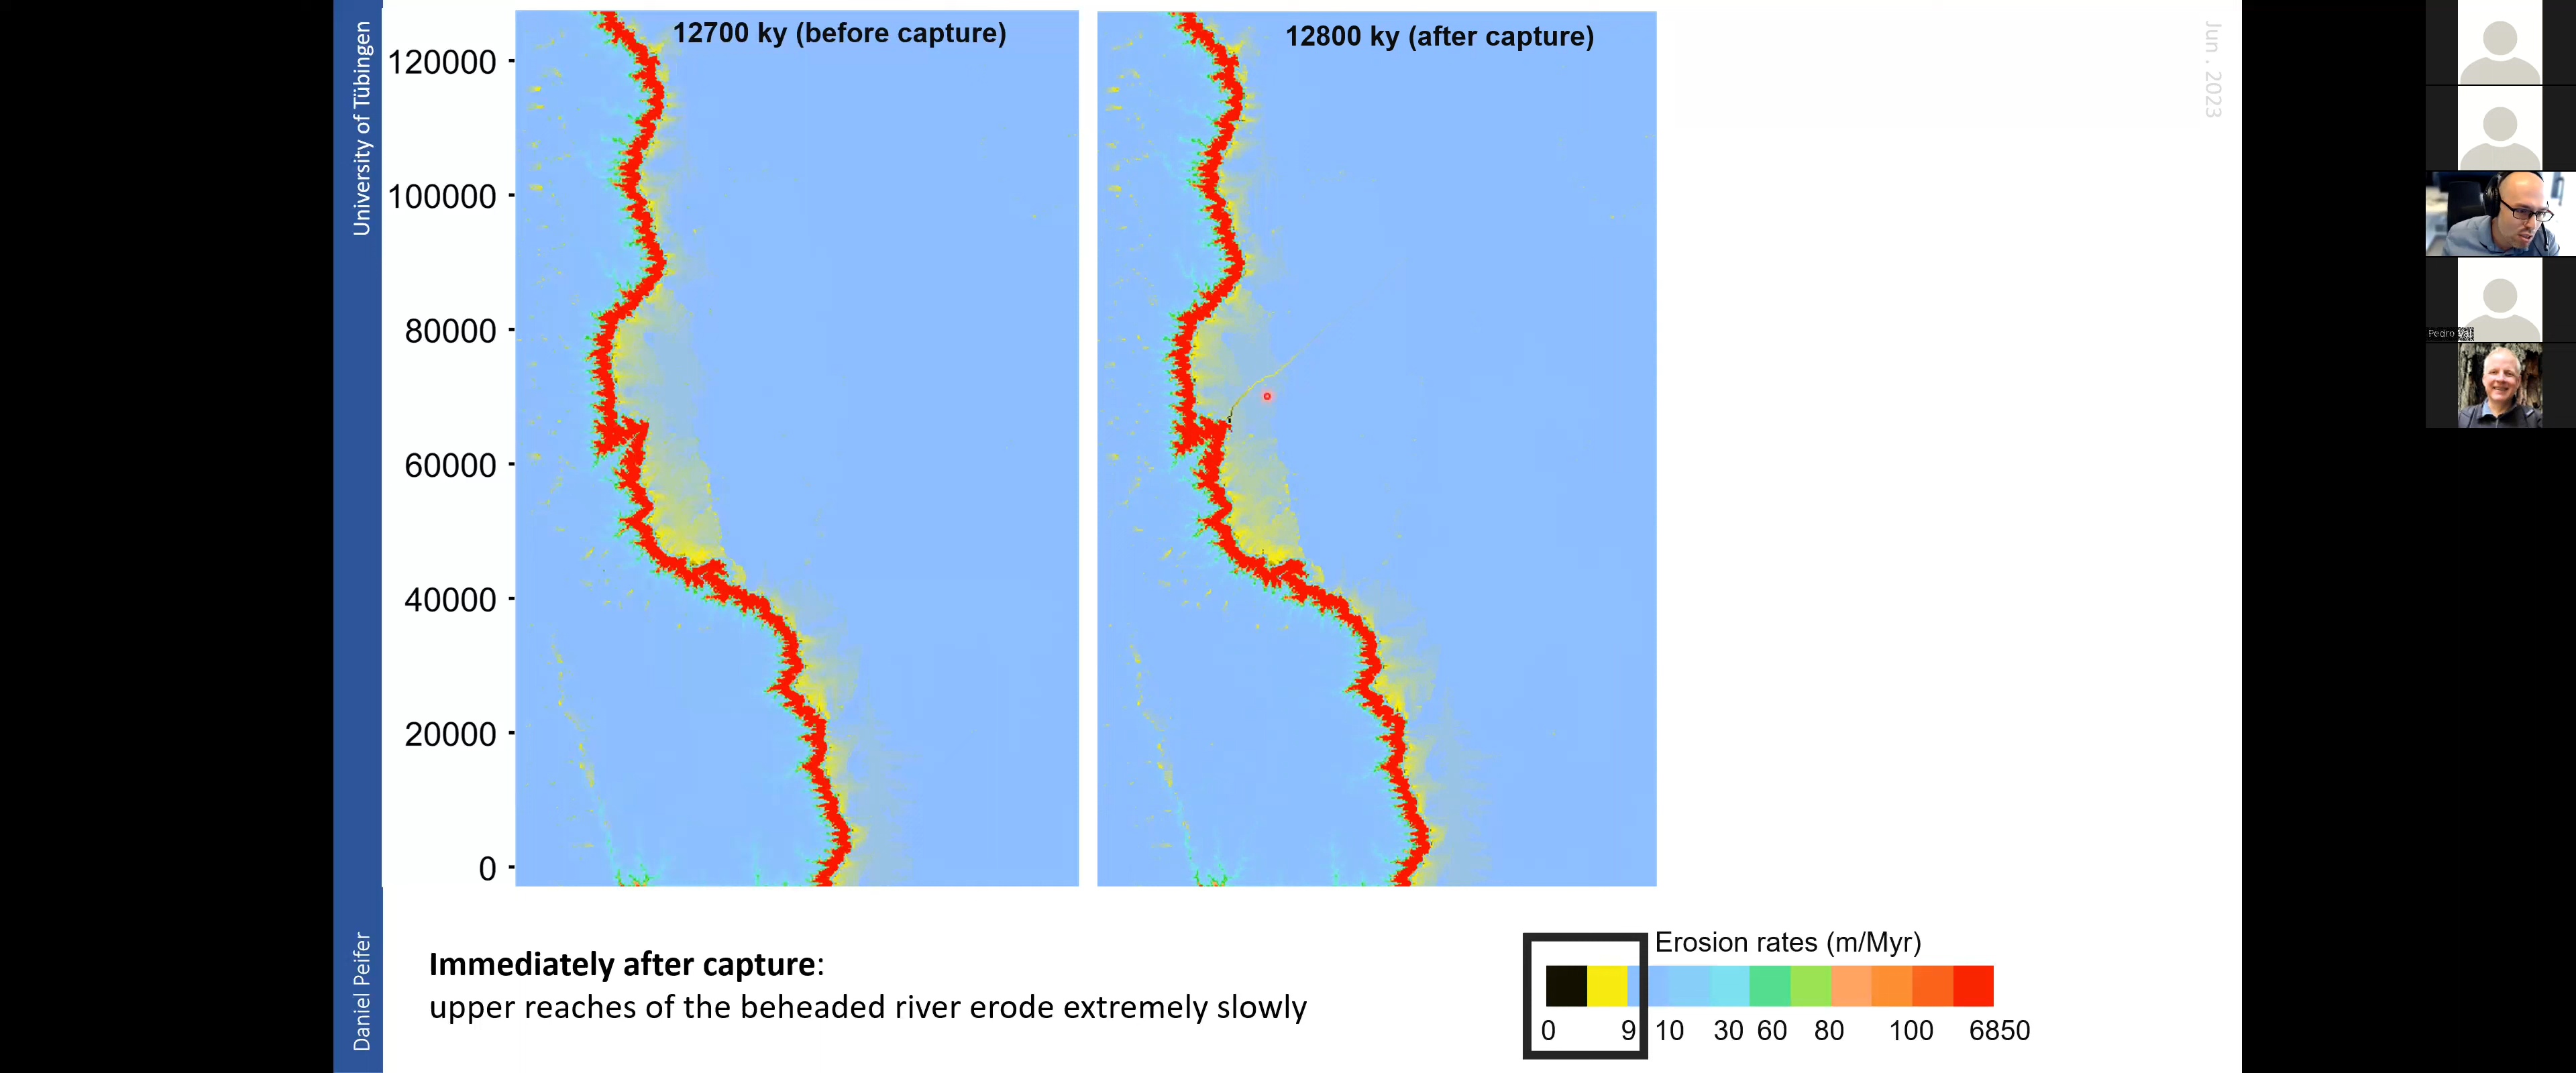 University of Tübingen
Daniel Peifer
Jun . 2023
12700 ky (before capture)
12800 ky (after capture)
120000
100000
80000
60000
40000
20000
0
Immediately after capture:
upper reaches of the beheaded river erode extremely slowly
Erosion rates (m/Myr)
0 9 10 30 60 80 100 6850
Pedro Val